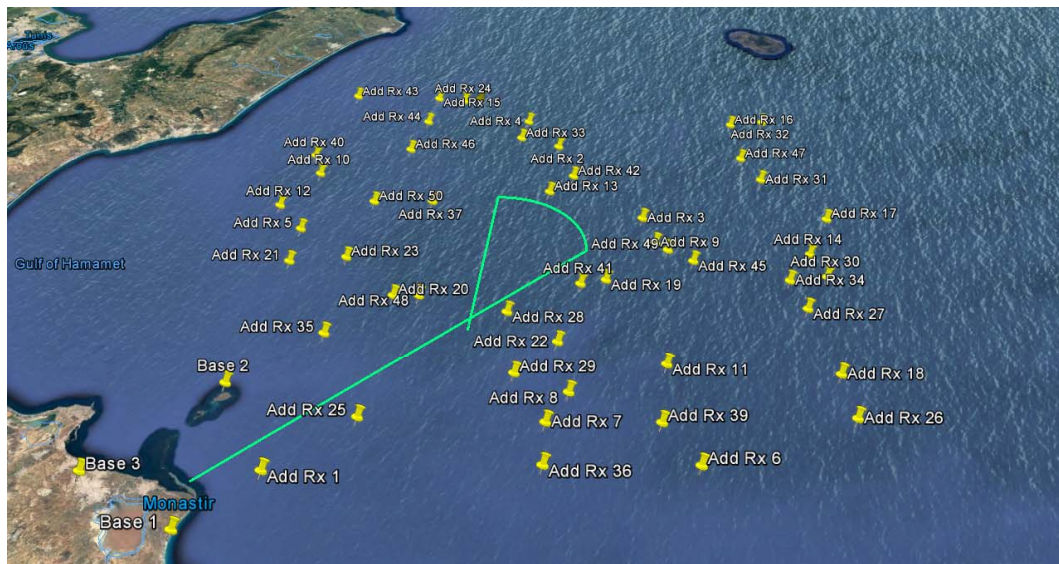 Tunis
Add Rx 43
Add Rx 24
Add Rx 15
Add Rx 44
Add Rx 4
Add Rx 16
Add Rx 33
Add Rx 32
Add Rx 40
Add Rx 46
Add Rx 2
Add Rx 47
Add Rx 10
Add Rx 42
Add Rx 31
Add Rx 12
Add Rx 50
Add Rx 13
Add Rx 37
Add Rx 3
Add Rx 17
Add Rx 5
Add Rx 49
Add Rx 9
Add Rx 14
Add Rx 21
Add Rx 23
Gulf of Hamamet
Add Rx 41
Add Rx 45
Add Rx 30
Add Rx 19
Add Rx 34
Add Rx 48
Add Rx 20
Add Rx 27
Add Rx 28
Add Rx 35
Add Rx 22
Base 2
Add Rx 29
Add Rx 11
Add Rx 18
Add Rx 8
Add Rx 25
Add Rx 7
Add Rx 39
Add Rx 26
Base 3
Add Rx 1
Add Rx 36
Add Rx 6
Monastir
Base 1